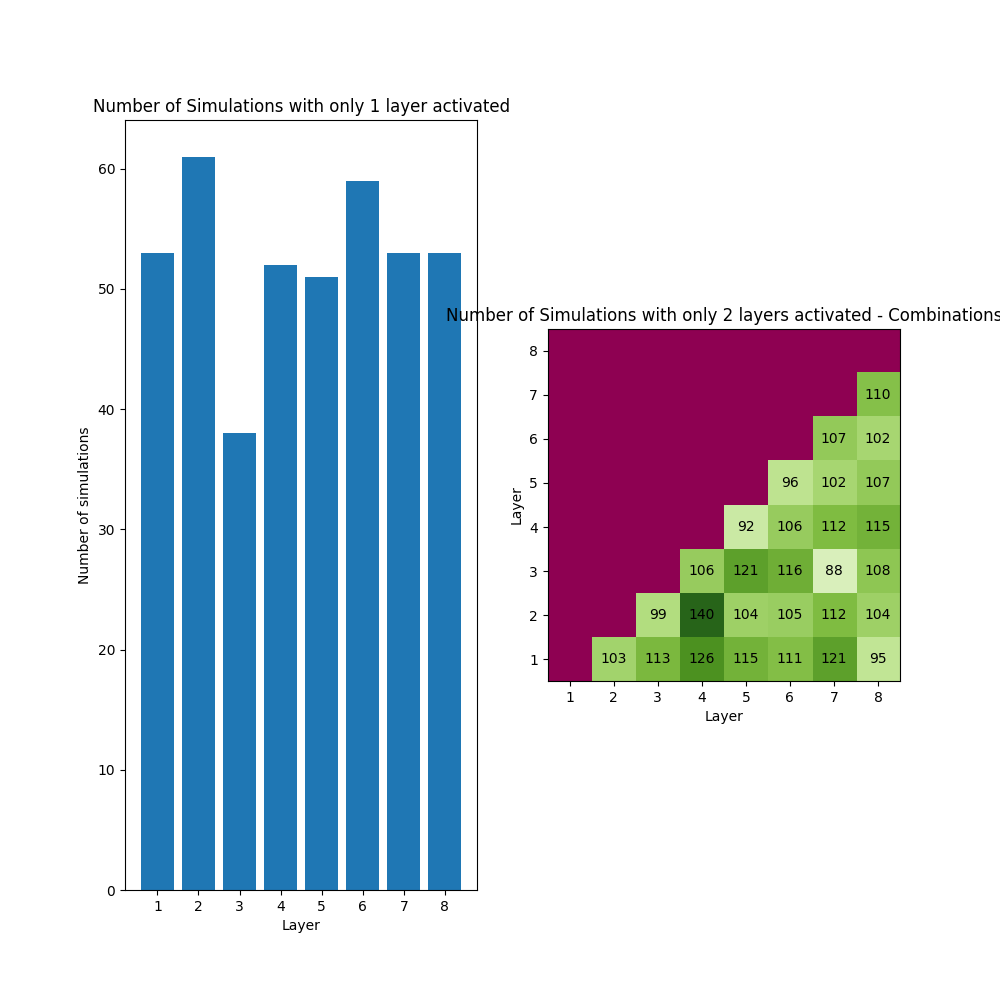 Number of Simulations with only 1 layer activated
60
50
40
30
20
10
0
Number of simulations
1 2 3 4 5 6 7 8
Layer
Number of Simulations with only 2 layers activated - Combinations
8
7 110
6 107 102
5 96 102 107
4 92 106 112 115
3 106 121 116 88 108
2 99 140 104 105 112 104
1 103 113 126 115 111 121 95
Layer
1 2 3 4 5 6 7 8
Layer